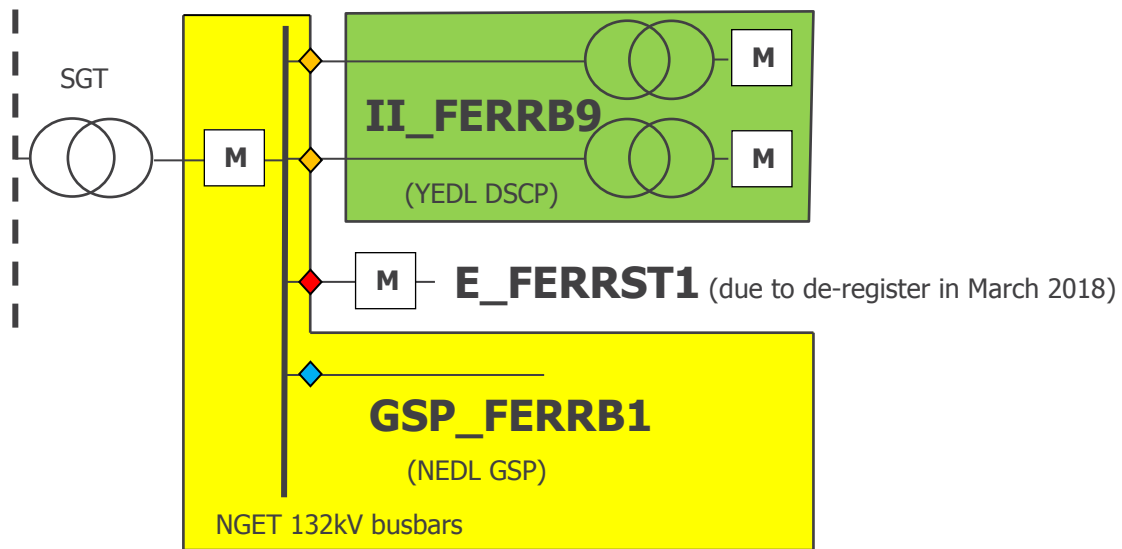 M
SGT
II_FERRB9
M
M
(YEDL DSCP)
M
E_FERRST1 (due to de-register in March 2018)
GSP_FERRB1
(NEDL GSP)
NGET 132kV busbars